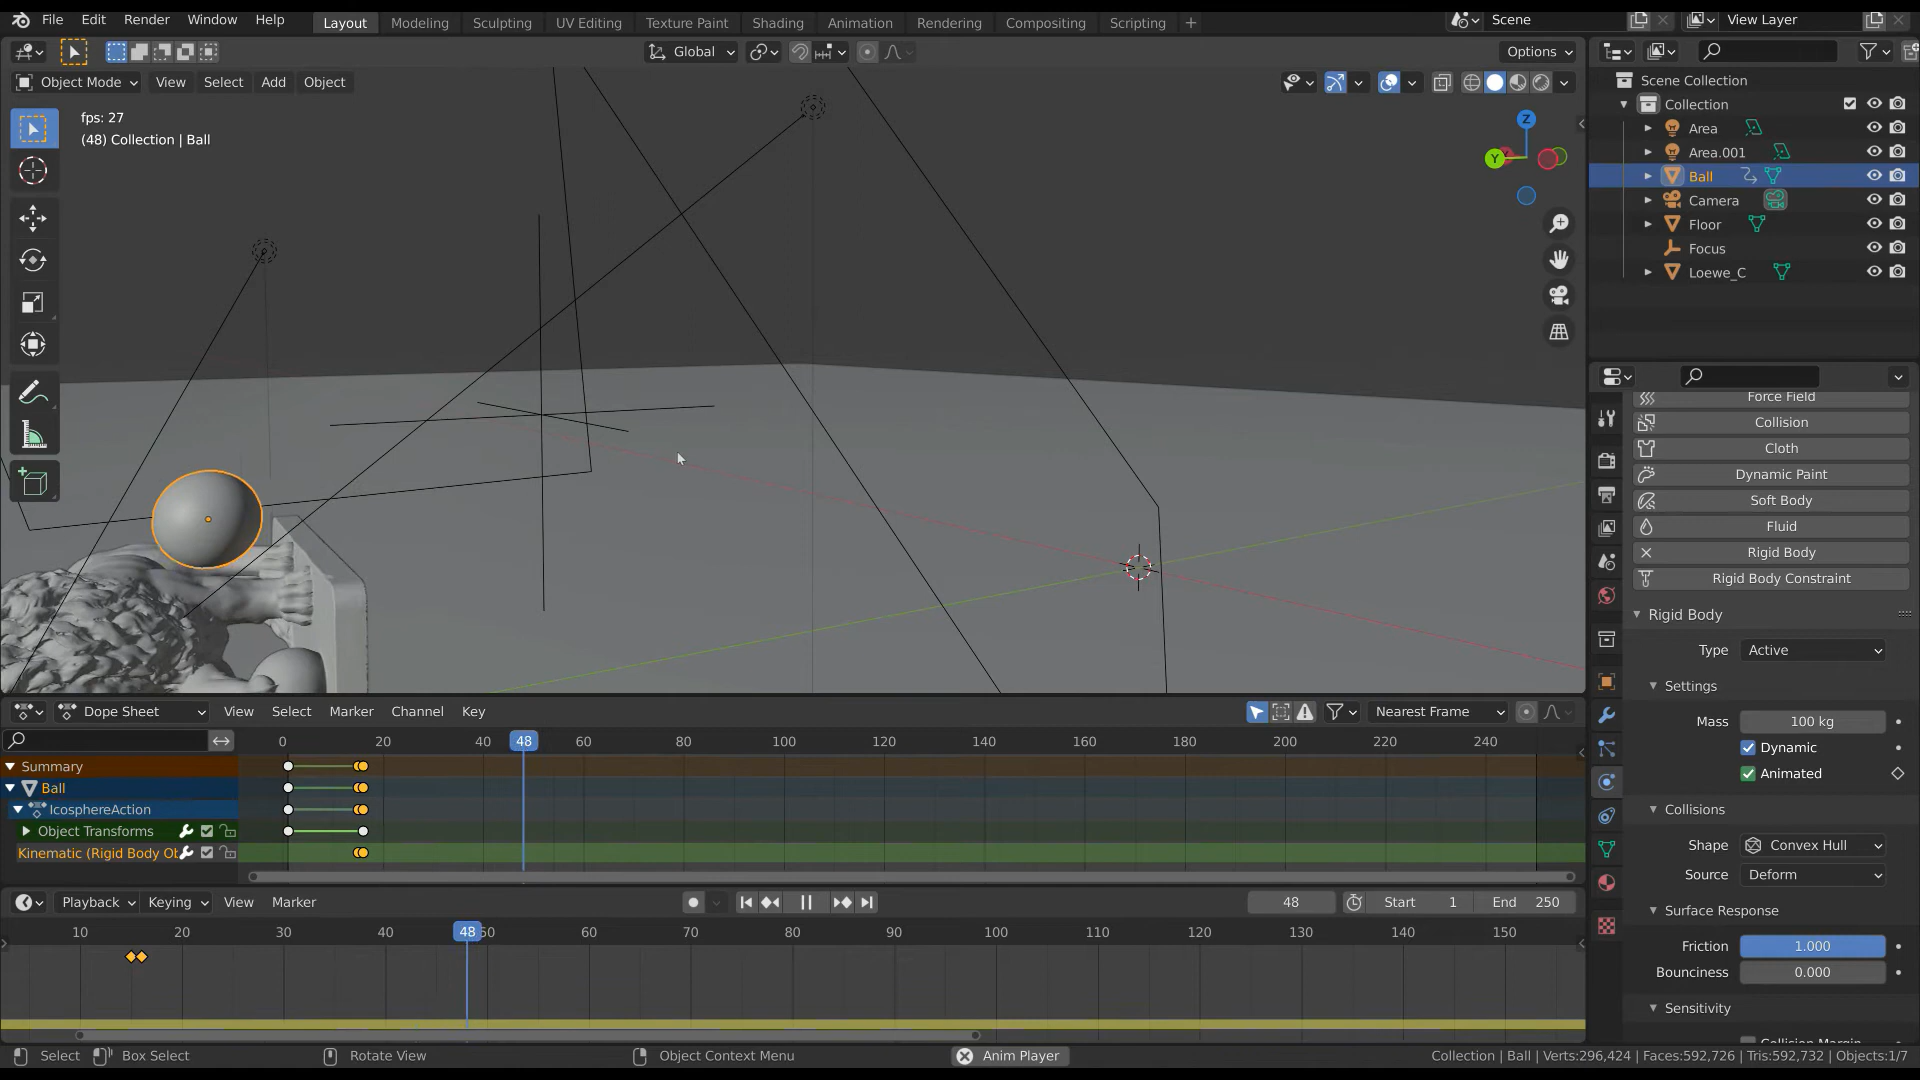 File Edit Render Window Help Layout Modeling Sculpting UV Editing Texture Paint Shading Animation Rendering Compositing Scripting + Scene View Layer
Global Options
Object Mode View Select Add Object
fps: 27
(48) Collection | Ball
Z
Y
Scene Collection
Collection
Area
Area.001
Ball
Camera
Floor
Focus
Loewe_C
Force Field
Collision
Cloth
Dynamic Paint
Soft Body
Fluid
Rigid Body
Rigid Body Constraint
Rigid Body
Type Active
Settings
Mass 100 kg
Dynamic
Animated
Collisions
Shape Convex Hull
Source Deform
Surface Response
Friction 1.000
Bounciness 0.000
Sensitivity
Dope Sheet View Select Marker Channel Key Nearest Frame
0 20 40 48 60 80 100 120 140 160 180 200 220 240
Summary
Ball
IcosphereAction
Object Transforms
Kinematic (Rigid Body Ob
Playback Keying View Marker 48 Start 1 End 250
10 20 30 40 48 50 60 70 80 90 100 110 120 130 140 150
Select Box Select Rotate View Object Context Menu Anim Player Collection | Ball | Verts:296,424 | Faces:592,726 | Tris:592,732 | Objects:1/7